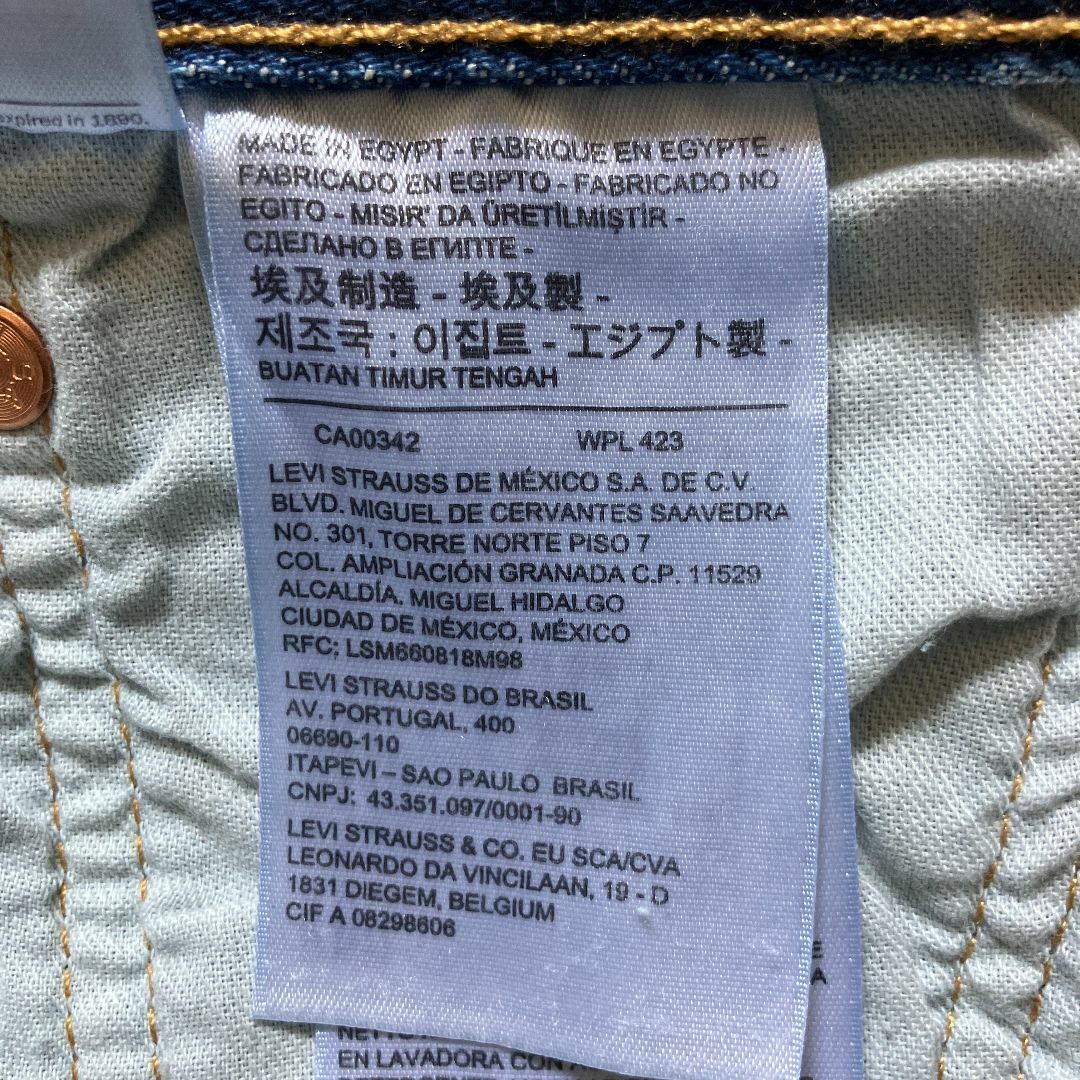 expired in 1890.
MADE IN EGYPT - FABRIQUE EN EGYPTE -
FABRICADO EN EGIPTO - FABRICADO NO
EGITO - MISIR' DA ÜRETİLMİŞTİR -
СДЕЛАНО В ЕГИПТЕ -
埃及制造 - 埃及製 -
제조국 : 이집트 - エジプト製 -
BUATAN TIMUR TENGAH
CA00342 WPL 423
LEVI STRAUSS DE MÉXICO S.A. DE C.V
BLVD. MIGUEL DE CERVANTES SAAVEDRA
NO. 301, TORRE NORTE PISO 7
COL. AMPLIACIÓN GRANADA C.P. 11529
ALCALDÍA. MIGUEL HIDALGO
CIUDAD DE MÉXICO, MÉXICO
RFC: LSM660818M98
LEVI STRAUSS DO BRASIL
AV. PORTUGAL, 400
06690-110
ITAPEVI – SAO PAULO BRASIL
CNPJ: 43.351.097/0001-90
LEVI STRAUSS & CO. EU SCA/CVA
LEONARDO DA VINCILAAN, 19 - D
1831 DIEGEM, BELGIUM
CIF A 08298606
EN LAVADORA CON